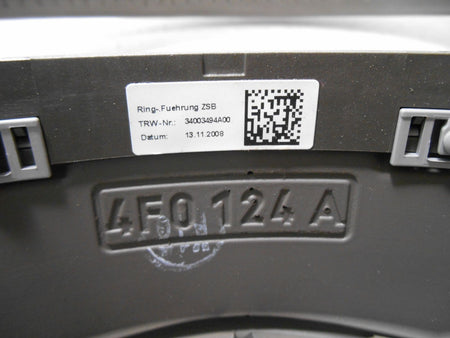 Ring-.Fuehrung ZSB
TRW-Nr.: 34003494A00
Datum: 13.11.2008
4F0 124 A